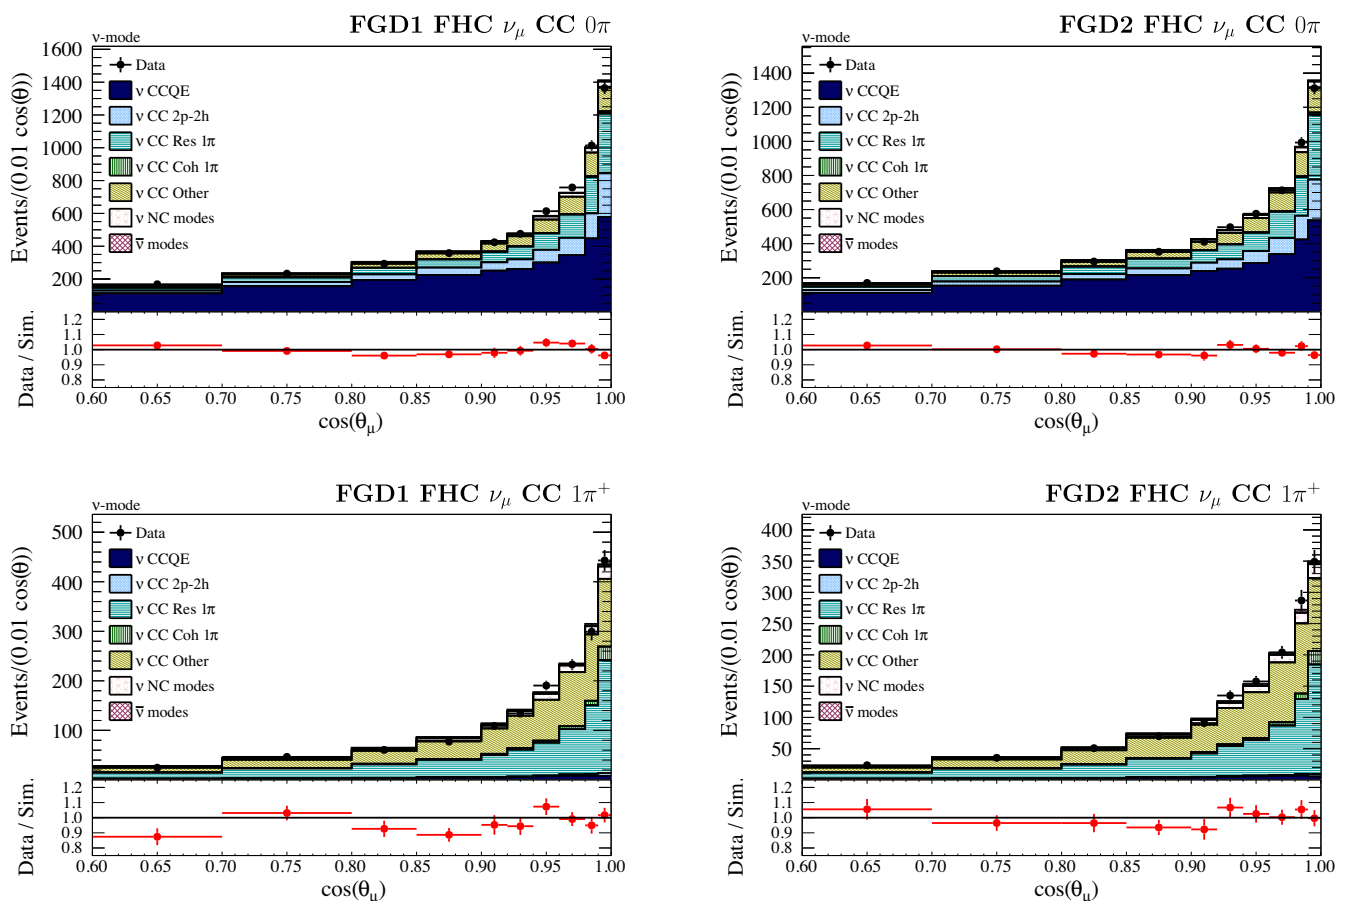 FGD1 FHC νμ CC 0π
ν-mode
1600
1400
1200
1000
800
600
400
200
Events/(0.01 cos(θ))
Data
ν CCQE
ν CC 2p-2h
ν CC Res 1π
ν CC Coh 1π
ν CC Other
ν NC modes
ν̅ modes
1.2
1.1
1.0
0.9
0.8
Data / Sim.
0.60 0.65 0.70 0.75 0.80 0.85 0.90 0.95 1.00
cos(θμ)
FGD2 FHC νμ CC 0π
ν-mode
1400
1200
1000
800
600
400
200
Events/(0.01 cos(θ))
Data
ν CCQE
ν CC 2p-2h
ν CC Res 1π
ν CC Coh 1π
ν CC Other
ν NC modes
ν̅ modes
1.2
1.1
1.0
0.9
0.8
Data / Sim.
0.60 0.65 0.70 0.75 0.80 0.85 0.90 0.95 1.00
cos(θμ)
FGD1 FHC νμ CC 1π⁺
ν-mode
500
400
300
200
100
Events/(0.01 cos(θ))
Data
ν CCQE
ν CC 2p-2h
ν CC Res 1π
ν CC Coh 1π
ν CC Other
ν NC modes
ν̅ modes
1.2
1.1
1.0
0.9
0.8
Data / Sim.
0.60 0.65 0.70 0.75 0.80 0.85 0.90 0.95 1.00
cos(θμ)
FGD2 FHC νμ CC 1π⁺
ν-mode
400
350
300
250
200
150
100
50
Events/(0.01 cos(θ))
Data
ν CCQE
ν CC 2p-2h
ν CC Res 1π
ν CC Coh 1π
ν CC Other
ν NC modes
ν̅ modes
1.2
1.1
1.0
0.9
0.8
Data / Sim.
0.60 0.65 0.70 0.75 0.80 0.85 0.90 0.95 1.00
cos(θμ)